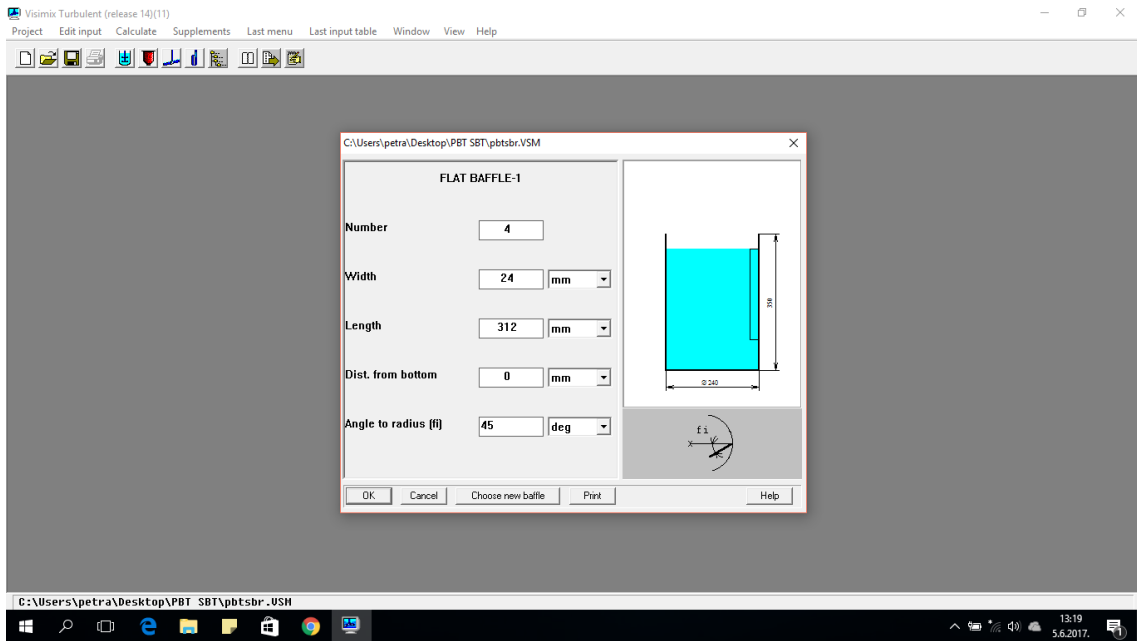 Visimix Turbulent (release 14)(11)
Project Edit input Calculate Supplements Last menu Last input table Window View Help
C:\Users\petra\Desktop\PBT SBT\pbtsbr.VSM
FLAT BAFFLE-1
Number 4
Width 24 mm
Length 312 mm
Dist. from bottom 0 mm
Angle to radius (fi) 45 deg
350
Ø 240
fi
x
OK Cancel Choose new baffle Print Help
C:\Users\petra\Desktop\PBT SBT\pbtsbr.VSM
13:19
5.6.2017.
1